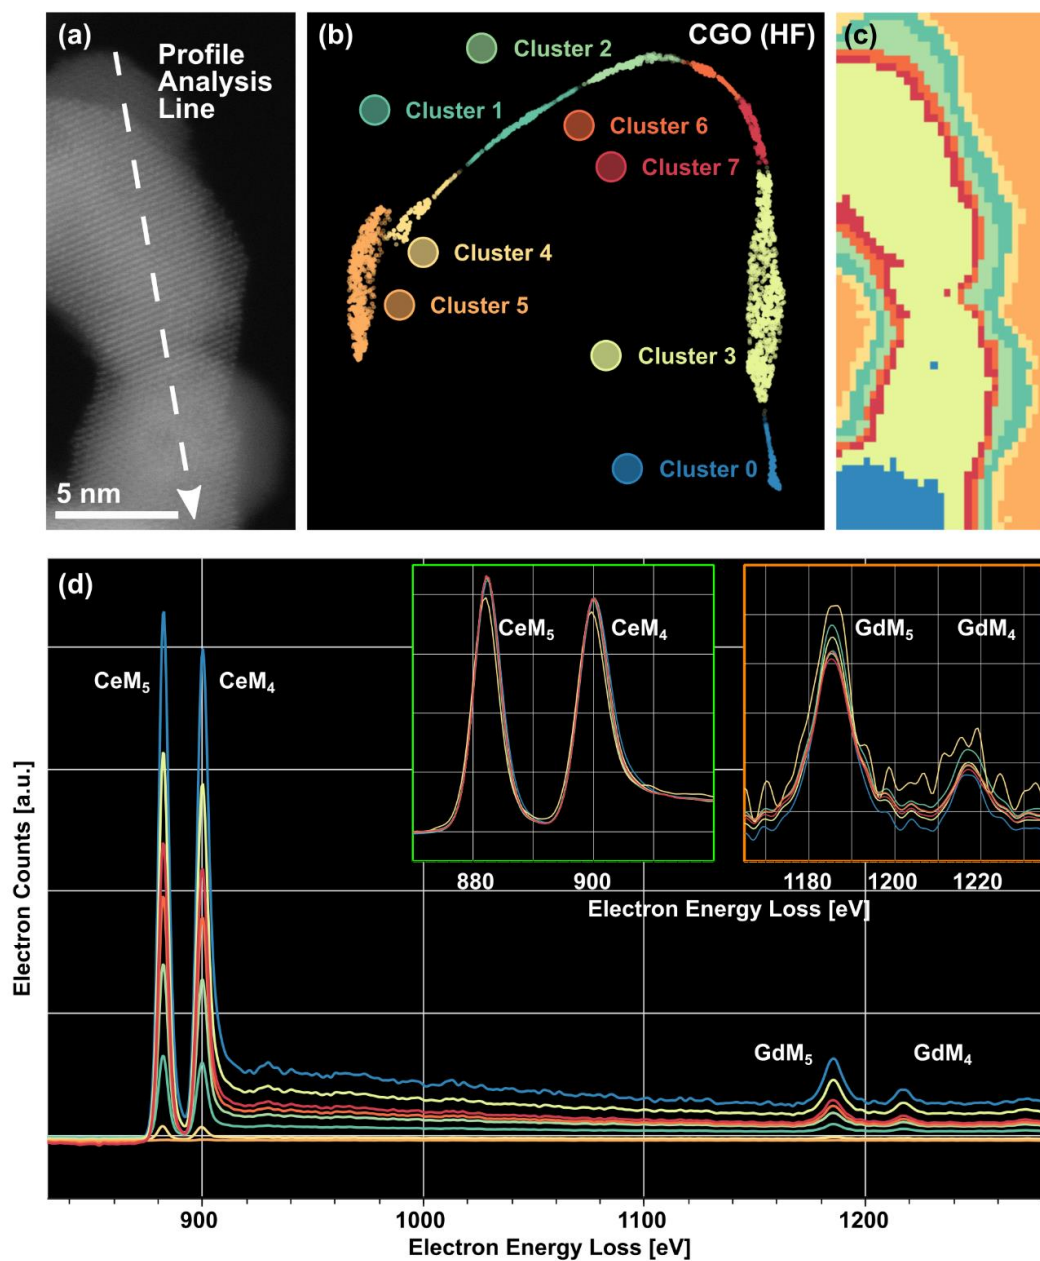 (a)
Profile
Analysis
Line
5 nm
(b)
CGO (HF)
Cluster 2
Cluster 1
Cluster 6
Cluster 7
Cluster 4
Cluster 5
Cluster 3
Cluster 0
(c)
(d)
CeM5
CeM4
CeM5
CeM4
880
900
GdM5
GdM4
1180
1200
1220
Electron Energy Loss [eV]
GdM5
GdM4
Electron Counts [a.u.]
900
1000
1100
1200
Electron Energy Loss [eV]